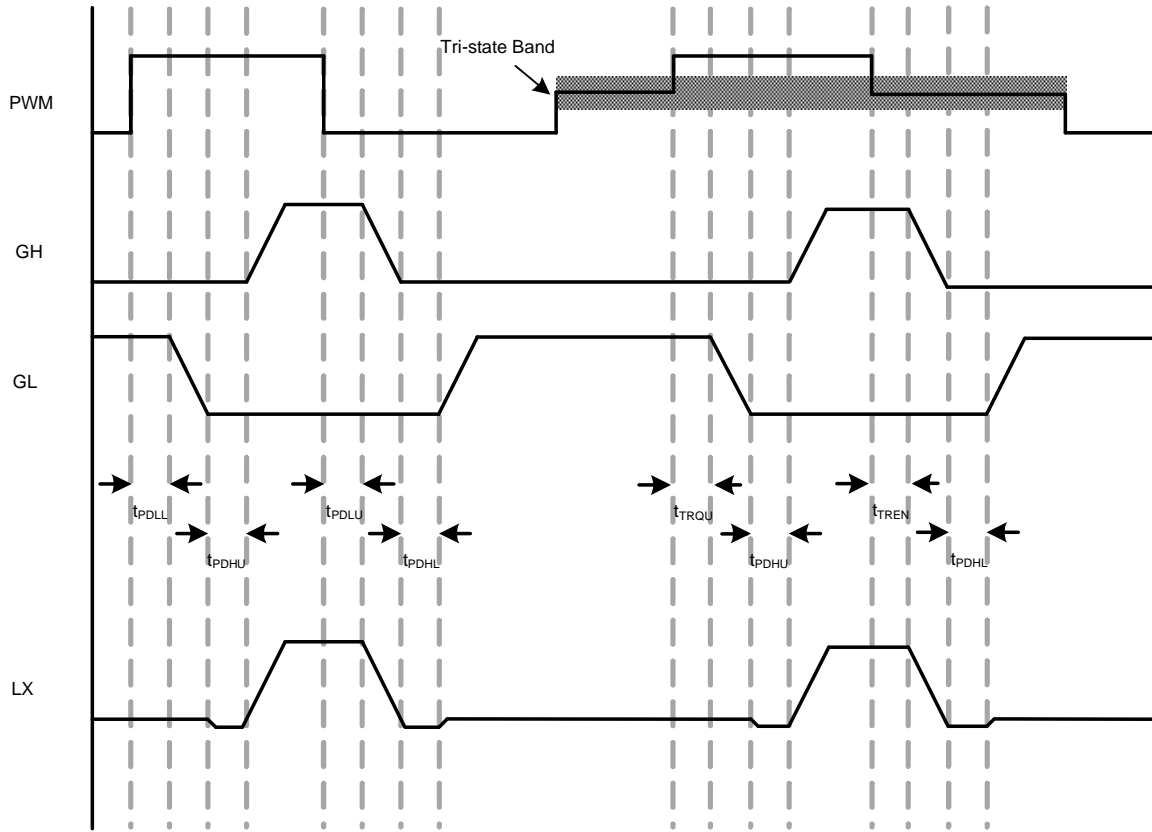 Tri-state Band
PWM
GH
GL
tPDLL
tPDLU
tTRQU
tTREN
tPDHU
tPDHL
tPDHU
tPDHL
LX